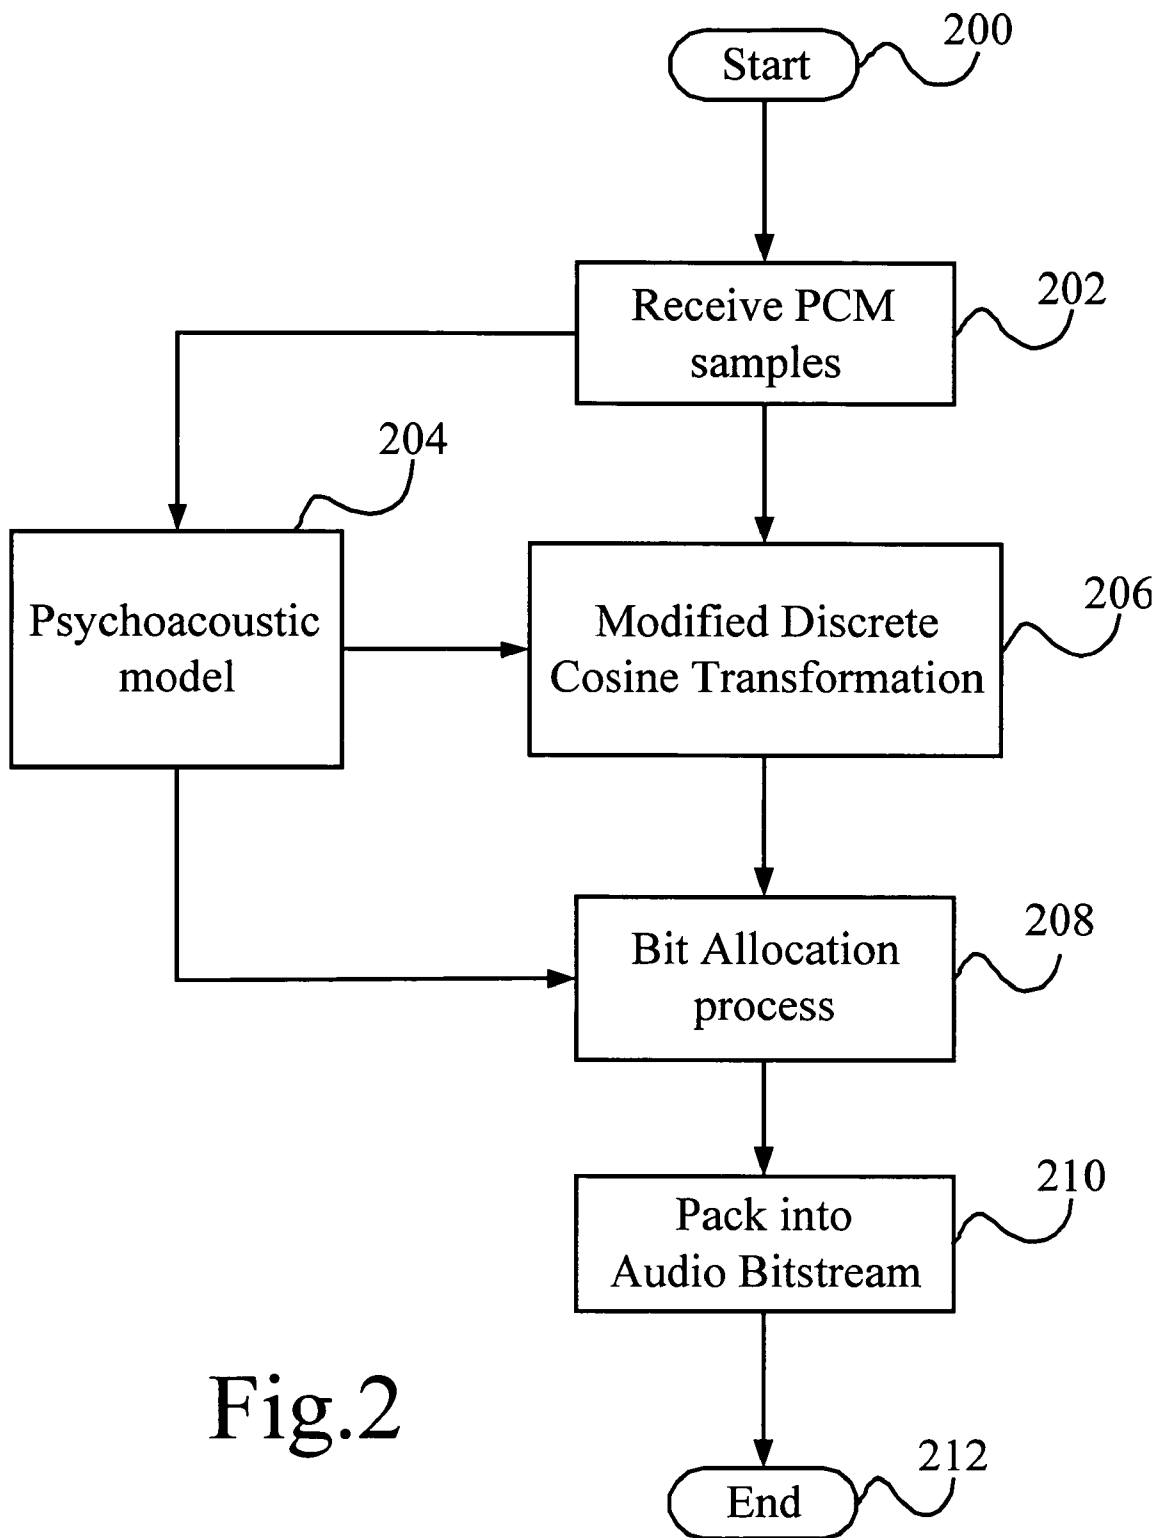 Start
200
Receive PCM
samples
202
204
Psychoacoustic
model
Modified Discrete
Cosine Transformation
206
Bit Allocation
process
208
Pack into
Audio Bitstream
210
Fig.2
End
212